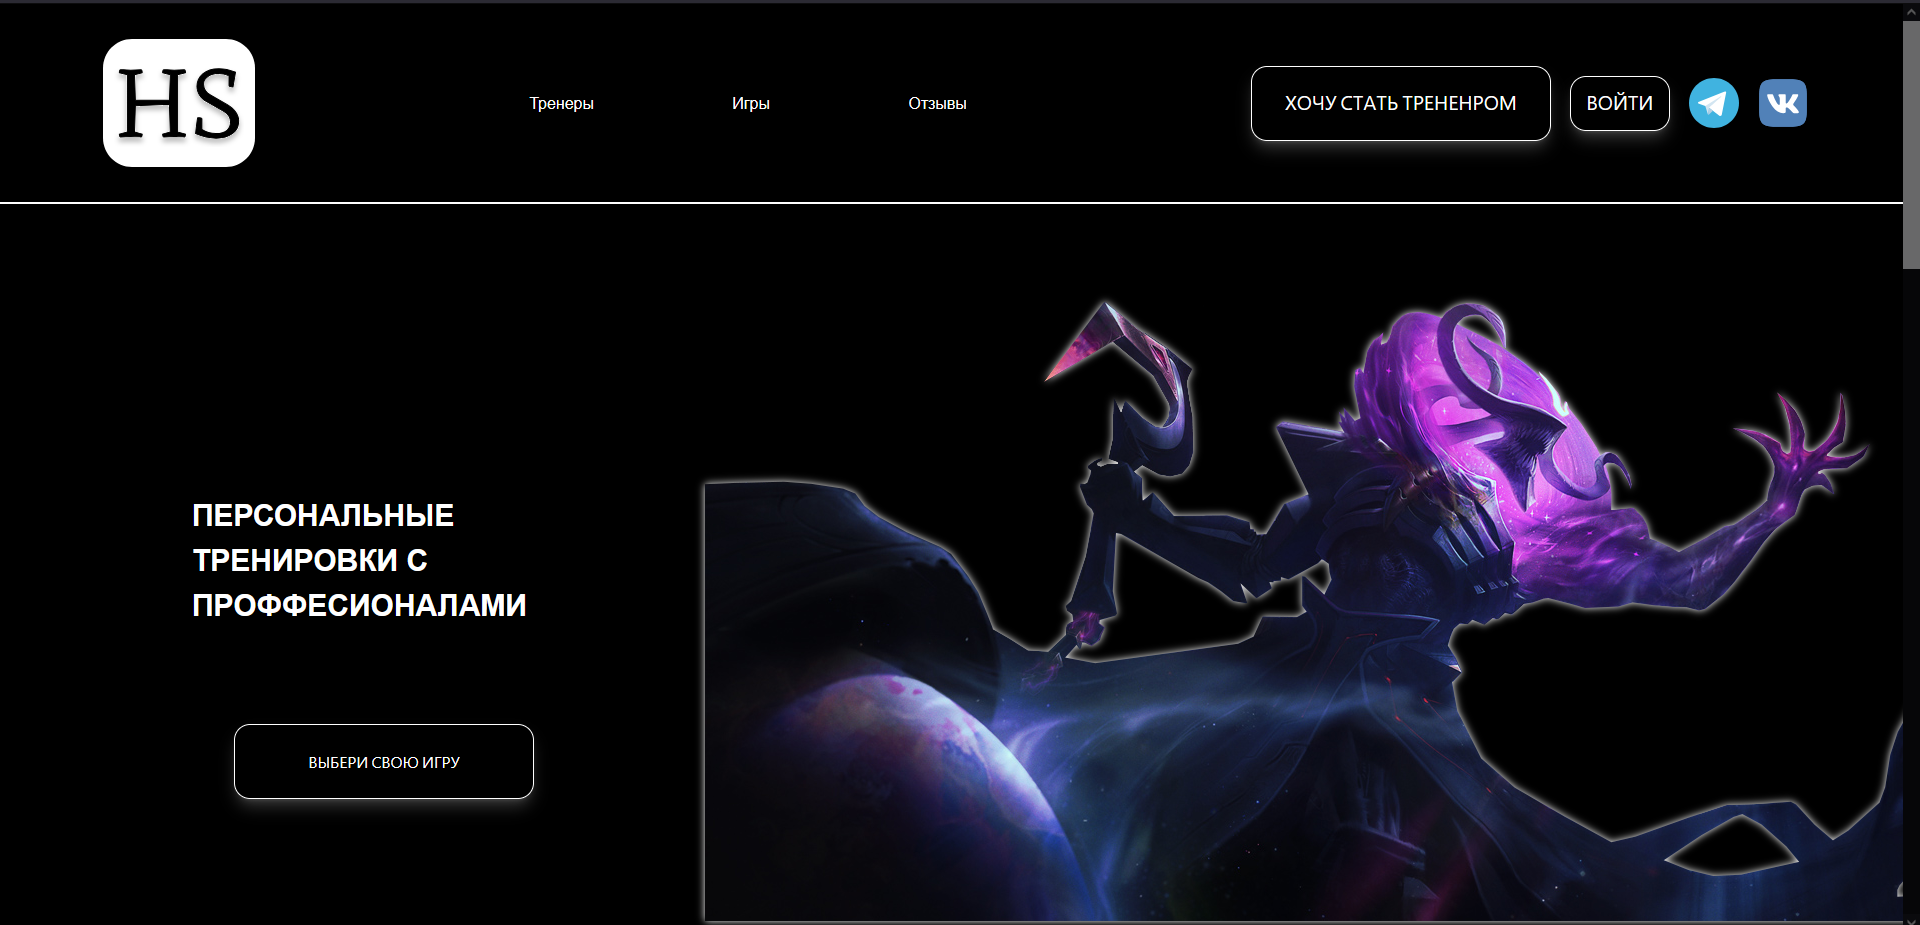 HS
Тренеры
Игры
Отзывы
ХОЧУ СТАТЬ ТРЕНЕНРОМ
ВОЙТИ
ПЕРСОНАЛЬНЫЕ
ТРЕНИРОВКИ С
ПРОФФЕСИОНАЛАМИ
ВЫБЕРИ СВОЮ ИГРУ